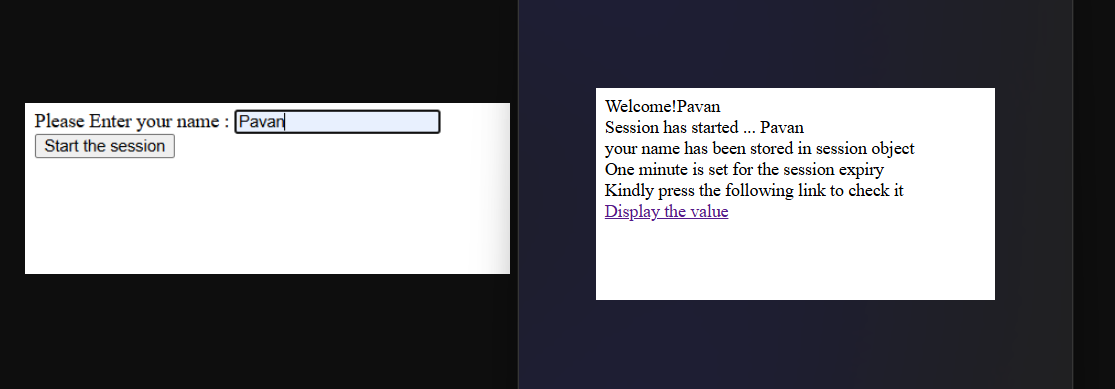 Please Enter your name : Pavan
Start the session
Welcome!Pavan
Session has started ... Pavan
your name has been stored in session object
One minute is set for the session expiry
Kindly press the following link to check it
Display the value